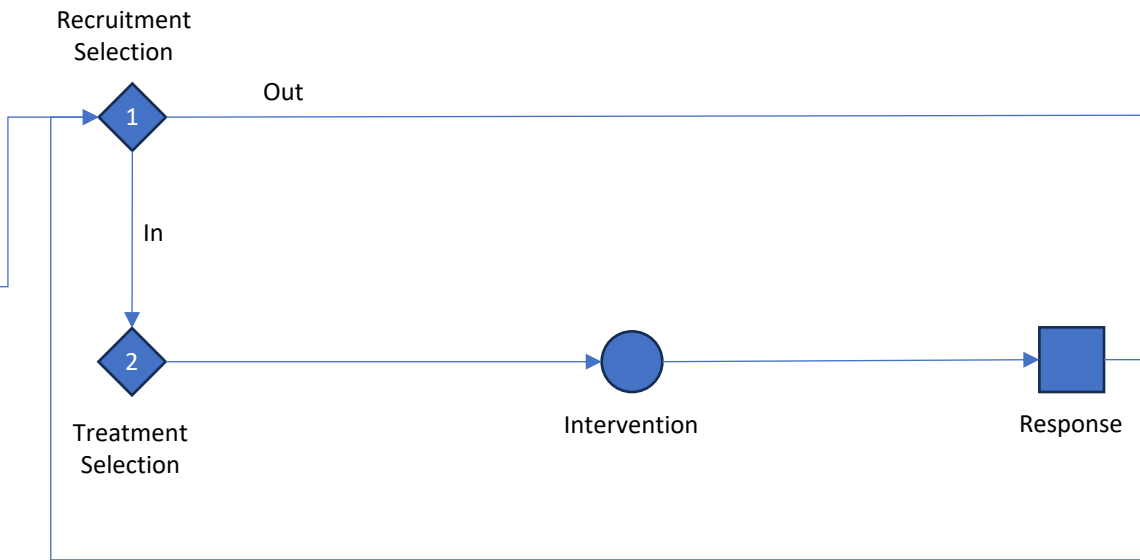 Recruitment
Selection
1
Out
In
2
Treatment
Selection
Intervention
Response